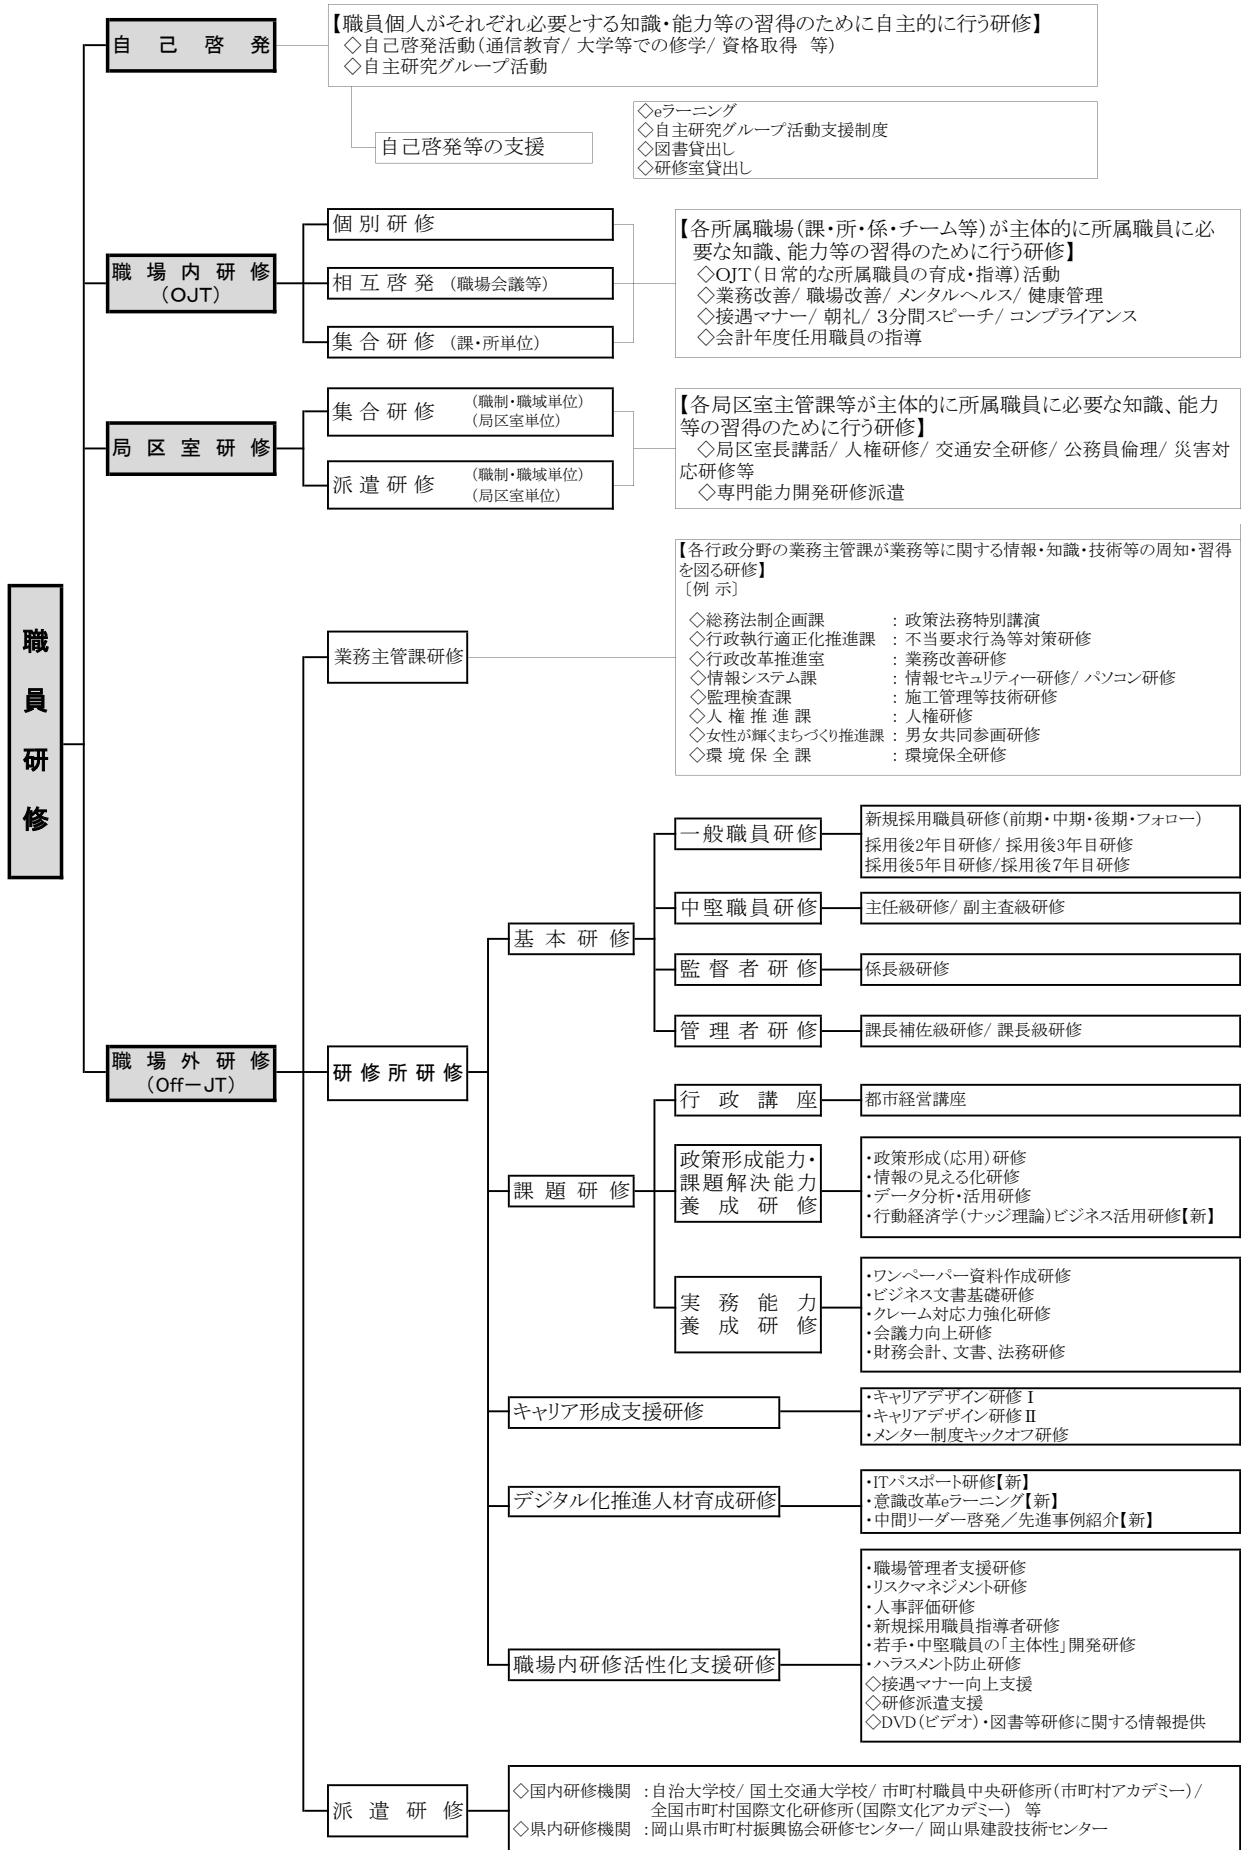 職員研修
自己啓発
【職員個人がそれぞれ必要とする知識・能力等の習得のために自主的に行う研修】
◇自己啓発活動(通信教育/ 大学等での修学/ 資格取得 等)
◇自主研究グループ活動
自己啓発等の支援
◇eラーニング
◇自主研究グループ活動支援制度
◇図書貸出し
◇研修室貸出し
職場内研修
(OJT)
個別研修
相互啓発 (職場会議等)
集合研修 (課・所単位)
【各所属職場(課・所・係・チーム等)が主体的に所属職員に必
要な知識、能力等の習得のために行う研修】
◇OJT(日常的な所属職員の育成・指導)活動
◇業務改善/ 職場改善/ メンタルヘルス/ 健康管理
◇接遇マナー/ 朝礼/ 3分間スピーチ/ コンプライアンス
◇会計年度任用職員の指導
局区室研修
集合研修 (職制・職域単位)
(局区室単位)
派遣研修 (職制・職域単位)
(局区室単位)
【各局区室主管課等が主体的に所属職員に必要な知識、能力
等の習得のために行う研修】
◇局区室長講話/ 人権研修/ 交通安全研修/ 公務員倫理/ 災害対
応研修等
◇専門能力開発研修派遣
職場外研修
(Off-JT)
業務主管課研修
【各行政分野の業務主管課が業務等に関する情報・知識・技術等の周知・習得
を図る研修】
〔例 示〕
◇総務法制企画課 : 政策法務特別講演
◇行政執行適正化推進課 : 不当要求行為等対策研修
◇行政改革推進室 : 業務改善研修
◇情報システム課 : 情報セキュリティー研修/ パソコン研修
◇監理検査課 : 施工管理等技術研修
◇人権推進課 : 人権研修
◇女性が輝くまちづくり推進課 : 男女共同参画研修
◇環境保全課 : 環境保全研修
研修所研修
基本研修
一般職員研修
新規採用職員研修(前期・中期・後期・フォロー)
採用後2年目研修/ 採用後3年目研修
採用後5年目研修/採用後7年目研修
中堅職員研修
主任級研修/ 副主査級研修
監督者研修
係長級研修
管理者研修
課長補佐級研修/ 課長級研修
課題研修
行政講座
都市経営講座
政策形成能力・
課題解決能力
養成研修
・政策形成(応用)研修
・情報の見える化研修
・データ分析・活用研修
・行動経済学(ナッジ理論)ビジネス活用研修【新】
実務能力
養成研修
・ワンペーパー資料作成研修
・ビジネス文書基礎研修
・クレーム対応力強化研修
・会議力向上研修
・財務会計、文書、法務研修
キャリア形成支援研修
・キャリアデザイン研修Ⅰ
・キャリアデザイン研修Ⅱ
・メンター制度キックオフ研修
デジタル化推進人材育成研修
・ITパスポート研修【新】
・意識改革eラーニング【新】
・中間リーダー啓発/先進事例紹介【新】
職場内研修活性化支援研修
・職場管理者支援研修
・リスクマネジメント研修
・人事評価研修
・新規採用職員指導者研修
・若手・中堅職員の「主体性」開発研修
・ハラスメント防止研修
◇接遇マナー向上支援
◇研修派遣支援
◇DVD(ビデオ)・図書等研修に関する情報提供
派遣研修
◇国内研修機関 :自治大学校/ 国土交通大学校/ 市町村職員中央研修所(市町村アカデミー)/
全国市町村国際文化研修所(国際文化アカデミー) 等
◇県内研修機関 :岡山県市町村振興協会研修センター/ 岡山県建設技術センター